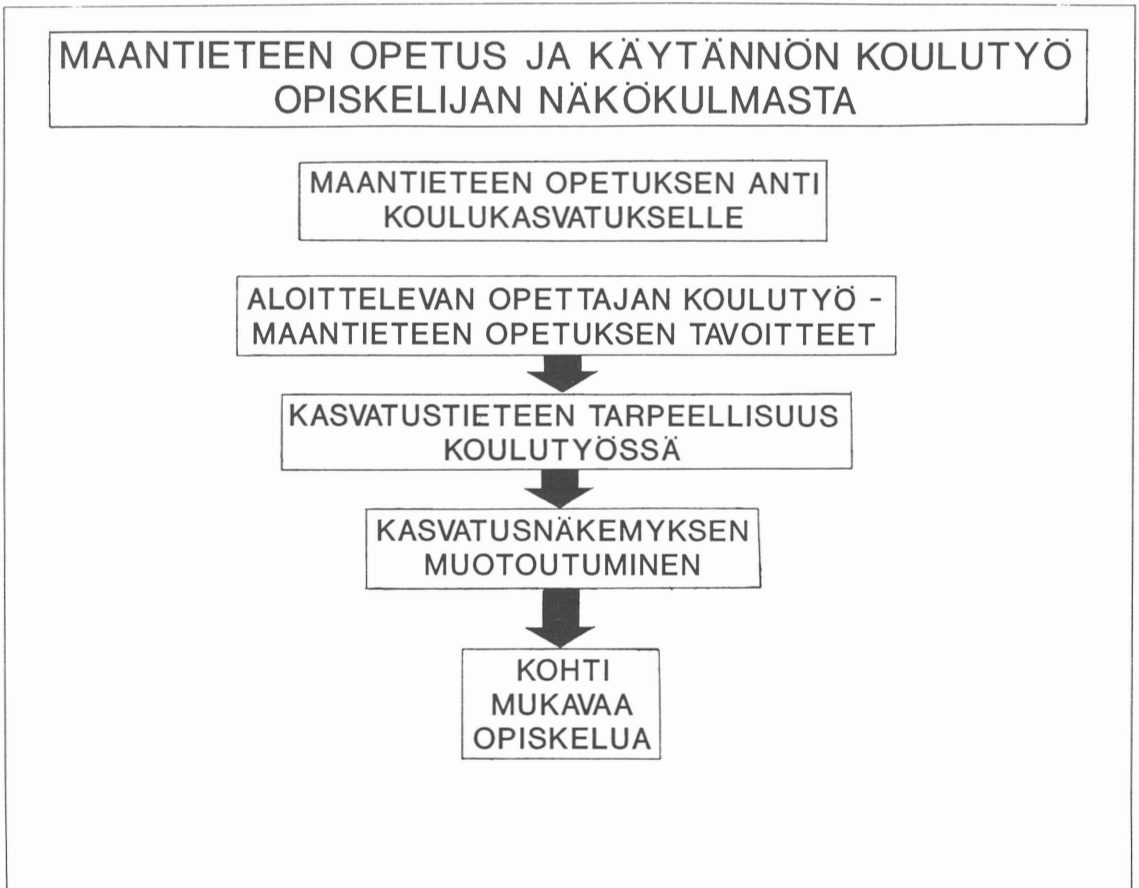 MAANTIETEEN OPETUS JA KÄYTÄNNÖN KOULUTYÖ
OPISKELIJAN NÄKÖKULMASTA
MAANTIETEEN OPETUKSEN ANTI
KOULUKASVATUKSELLE
ALOITTELEVAN OPETTAJAN KOULUTYÖ -
MAANTIETEEN OPETUKSEN TAVOITTEET
KASVATUSTIETEEN TARPEELLISUUS
KOULUTYÖSSÄ
KASVATUSNÄKEMYKSEN
MUOTOUTUMINEN
KOHTI
MUKAVAA
OPISKELUA